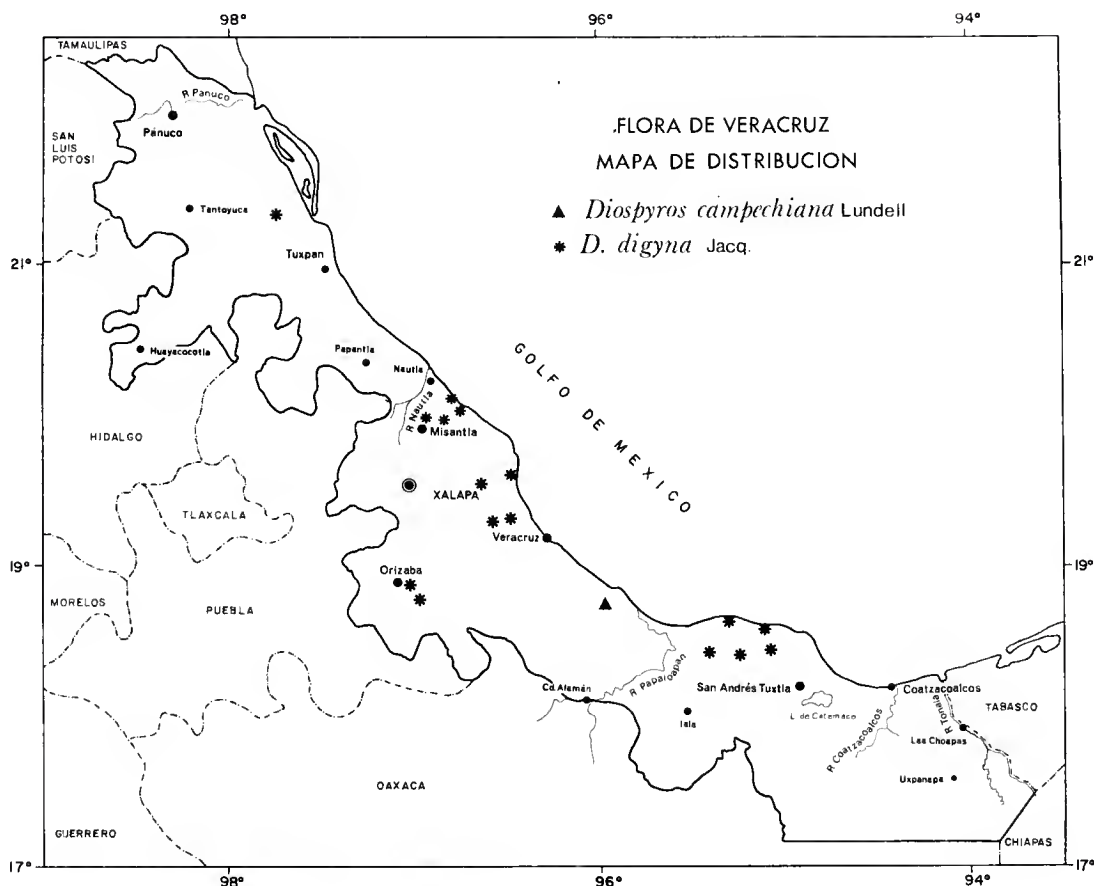 98° 96° 94°
TAMAULIPAS
R Panuco
Pánuco
SAN
LUIS
POTOSÍ
FLORA DE VERACRUZ
MAPA DE DISTRIBUCION
▲ Diospyros campechiana Lundell
✱ D. digyna Jacq.
Tantoyuca
Tuxpan
21° 21°
Huayacocotla
Papantla
Nautla
R Nautla
Misantla
GOLFO DE MEXICO
HIDALGO
XALAPA
TLAXCALA
Veracruz
19° 19°
Orizaba
MORELOS
PUEBLA
Cd. Alemán
R Papaloapan
San Andrés Tuxtla
L. de Catemaco
Isla
Coatzacoalcos
R Coatzacoalcos
R Tonala
TABASCO
Las Choapas
Uxpanapa
OAXACA
GUERRERO
CHIAPAS
17° 17°
98° 96° 94°